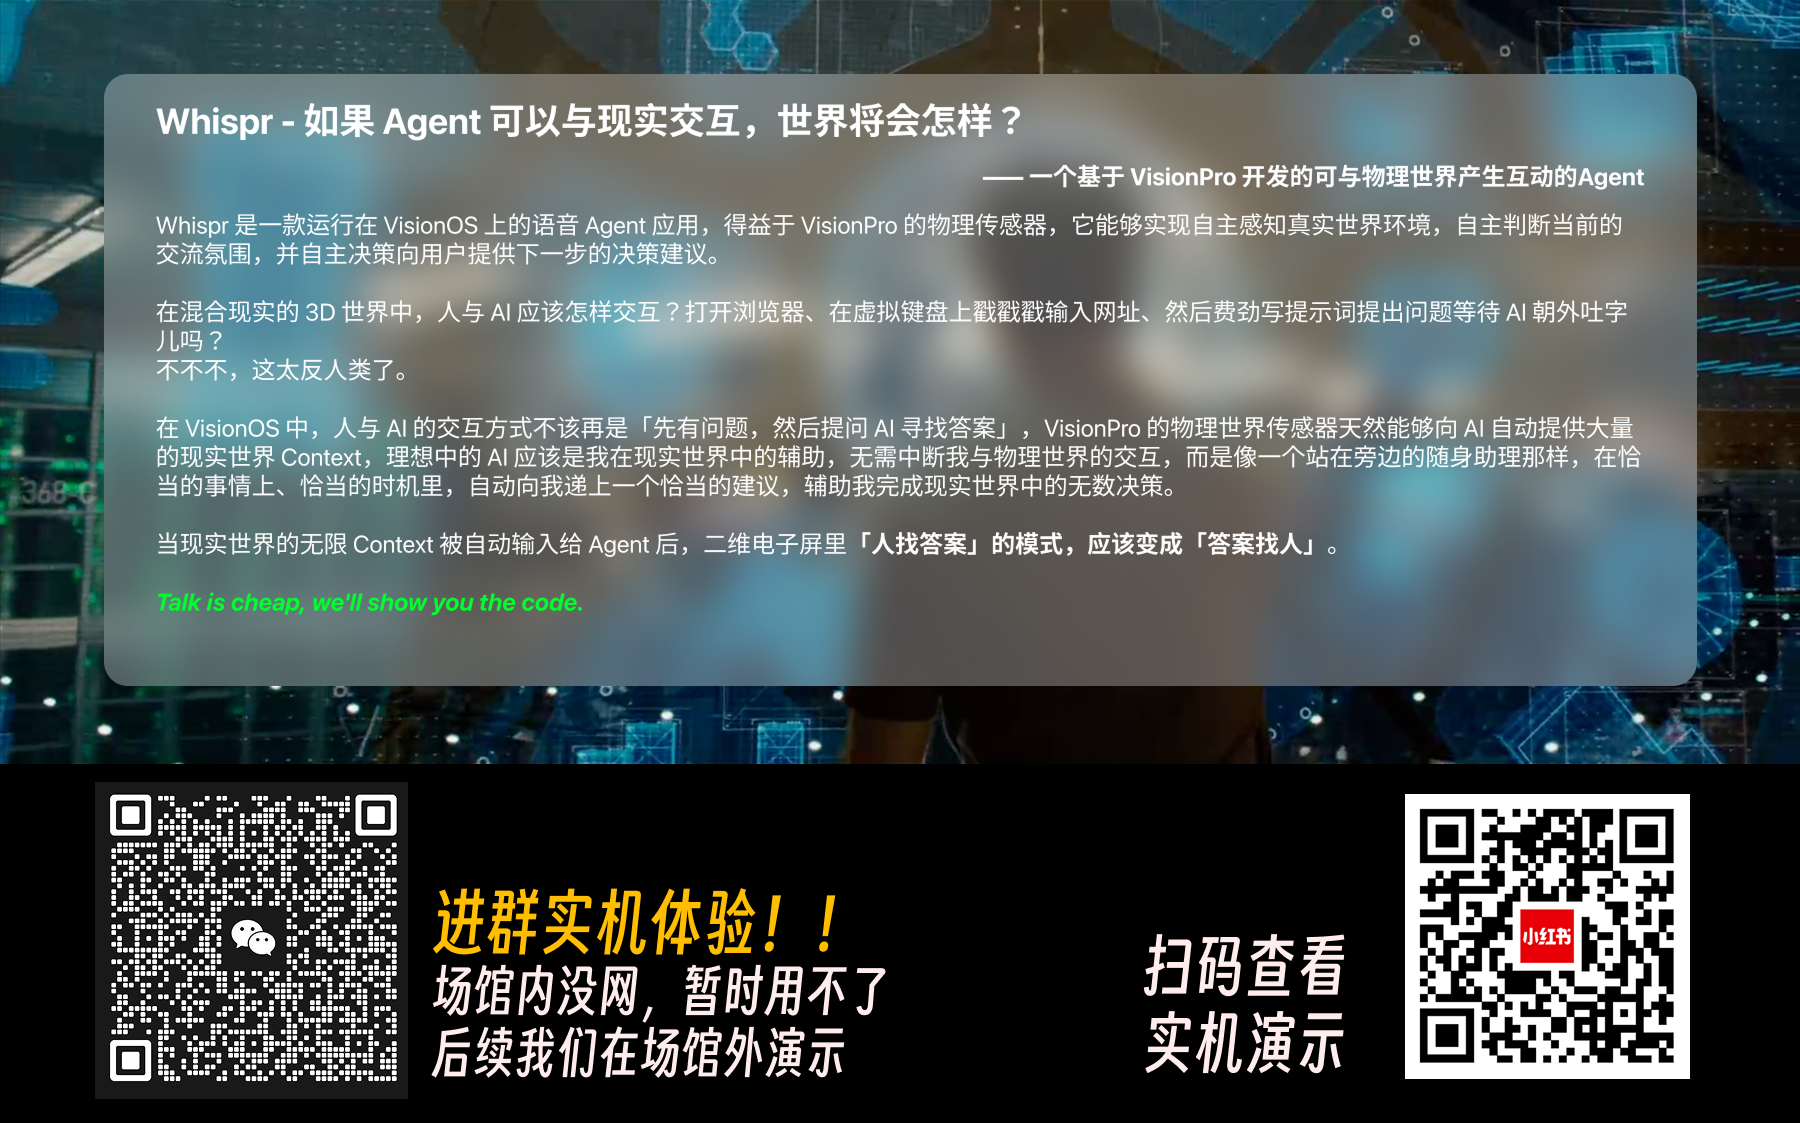 Whispr - 如果 Agent 可以与现实交互，世界将会怎样？
—— 一个基于 VisionPro 开发的可与物理世界产生互动的Agent
Whispr 是一款运行在 VisionOS 上的语音 Agent 应用，得益于 VisionPro 的物理传感器，它能够实现自主感知真实世界环境，自主判断当前的
交流氛围，并自主决策向用户提供下一步的决策建议。
在混合现实的 3D 世界中，人与 AI 应该怎样交互？打开浏览器、在虚拟键盘上戳戳戳输入网址、然后费劲写提示词提出问题等待 AI 朝外吐字
儿吗？
不不不，这太反人类了。
在 VisionOS 中，人与 AI 的交互方式不该再是「先有问题，然后提问 AI 寻找答案」，VisionPro 的物理世界传感器天然能够向 AI 自动提供大量
的现实世界 Context，理想中的 AI 应该是我在现实世界中的辅助，无需中断我与物理世界的交互，而是像一个站在旁边的随身助理那样，在恰
当的事情上、恰当的时机里，自动向我递上一个恰当的建议，辅助我完成现实世界中的无数决策。
当现实世界的无限 Context 被自动输入给 Agent 后，二维电子屏里「人找答案」的模式，应该变成「答案找人」。
Talk is cheap, we'll show you the code.
368-C
进群实机体验！！
场馆内没网，暂时用不了
后续我们在场馆外演示
扫码查看
实机演示
小红书